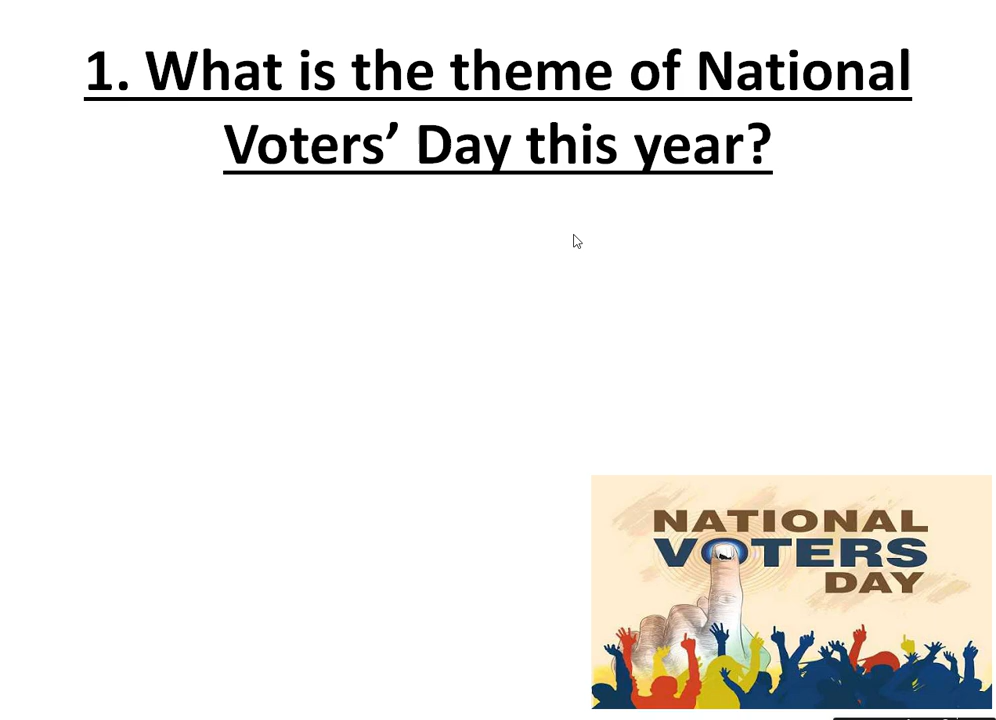 1. What is the theme of National
Voters’ Day this year?
NATIONAL
VOTERS
DAY